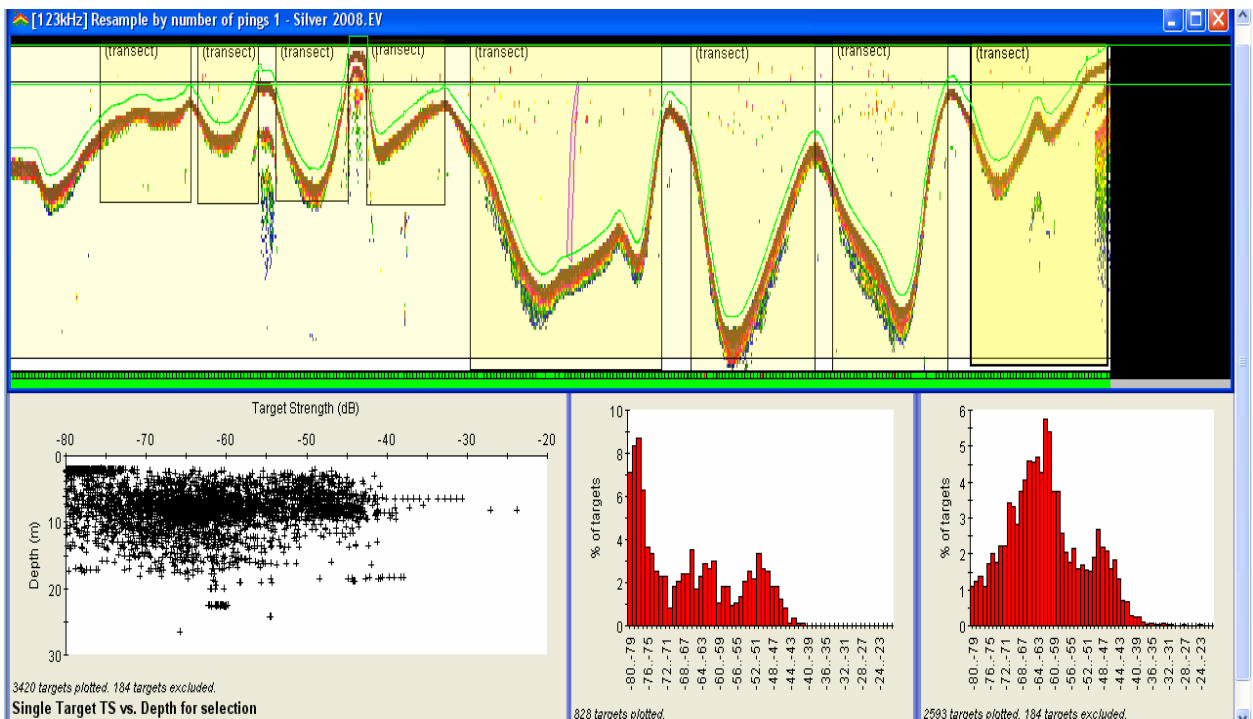 [123kHz] Resample by number of pings 1 - Silver 2008.EV
(transect) (transect) (transect) (transect) (transect) (transect) (transect) (transect)
Target Strength (dB)
-80 -70 -60 -50 -40 -30 -20
Depth (m)
0
10
20
30
3420 targets plotted. 184 targets excluded.
Single Target TS vs. Depth for selection
% of targets
10
8
6
4
2
0
-80..-79 -76..-75 -72..-71 -68..-67 -64..-63 -60..-59 -56..-55 -52..-51 -48..-47 -44..-43 -40..-39 -36..-35 -32..-31 -28..-27 -24..-23
828 targets plotted.
% of targets
6
5
4
3
2
1
0
-80..-79 -76..-75 -72..-71 -68..-67 -64..-63 -60..-59 -56..-55 -52..-51 -48..-47 -44..-43 -40..-39 -36..-35 -32..-31 -28..-27 -24..-23
2593 targets plotted. 184 targets excluded.